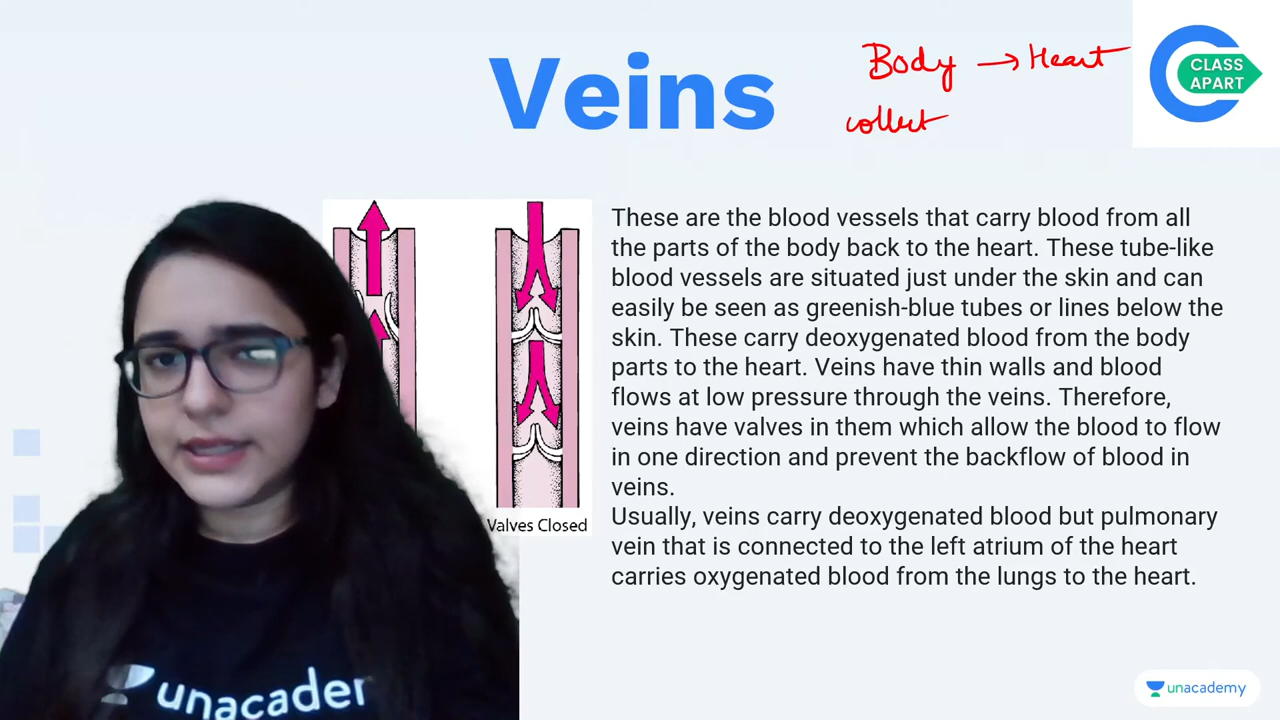 Veins
Body → Heart
collect
CLASS
APART
These are the blood vessels that carry blood from all
the parts of the body back to the heart. These tube-like
blood vessels are situated just under the skin and can
easily be seen as greenish-blue tubes or lines below the
skin. These carry deoxygenated blood from the body
parts to the heart. Veins have thin walls and blood
flows at low pressure through the veins. Therefore,
veins have valves in them which allow the blood to flow
in one direction and prevent the backflow of blood in
veins.
Usually, veins carry deoxygenated blood but pulmonary
vein that is connected to the left atrium of the heart
carries oxygenated blood from the lungs to the heart.
Valves Closed
unacademy